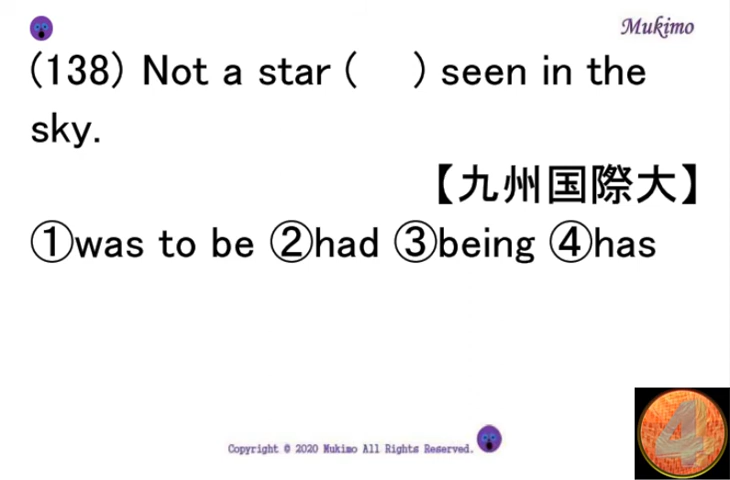 Mukimo
(138) Not a star (    ) seen in the
sky.
【九州国際大】
①was to be ②had ③being ④has
4
Copyright © 2020 Mukimo All Rights Reserved.